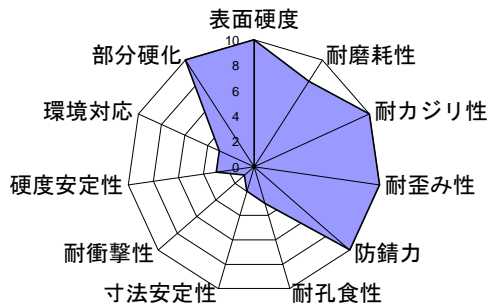 表面硬度
耐磨耗性
耐カジリ性
耐歪み性
防錆力
耐孔食性
寸法安定性
耐衝撃性
硬度安定性
環境対応
部分硬化
10
8
6
4
2
0